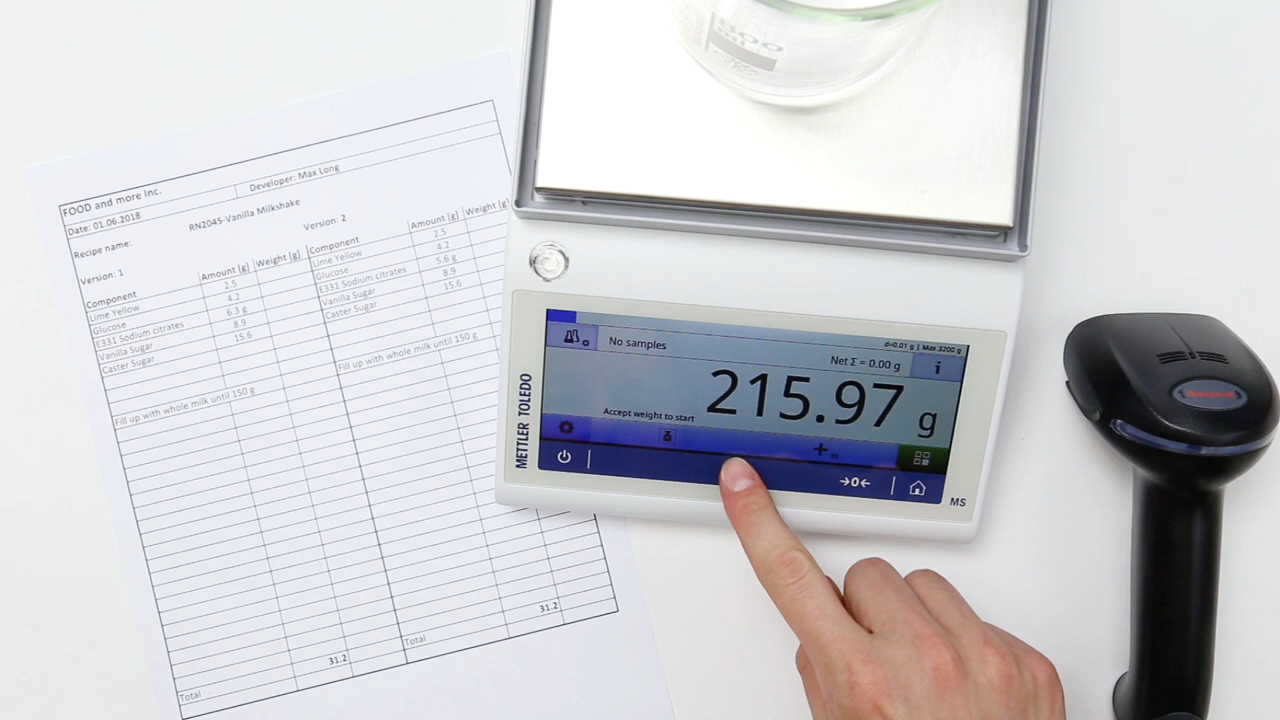 FOOD and more Inc.
Date: 01.06.2018 Developer: Max Long
Recipe name: RN2045-Vanilla Milkshake
Version: 1 Version: 2
Component Amount [g] Weight [g] Component Amount [g] Weight [g]
Lime Yellow 2.5 Lime Yellow 2.5
Glucose 4.2 Glucose 4.2
E331 Sodium citrates 6.3 g E331 Sodium citrates 5.6 g
Vanilla Sugar 8.9 Vanilla Sugar 8.9
Caster Sugar 15.6 Caster Sugar 15.6
Fill up with whole milk until 150 g Fill up with whole milk until 150 g
Total 31.2 Total 31.2
800
ml
METTLER TOLEDO
d=0.01 g | Max 3200 g
No samples
Net Σ = 0.00 g
i
215.97 g
Accept weight to start
→0←
MS